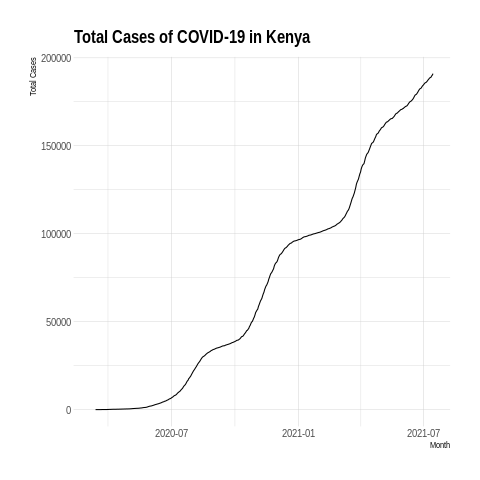 Total Cases of COVID-19 in Kenya
Total Cases
200000
150000
100000
50000
0
2020-07
2021-01
2021-07
Month